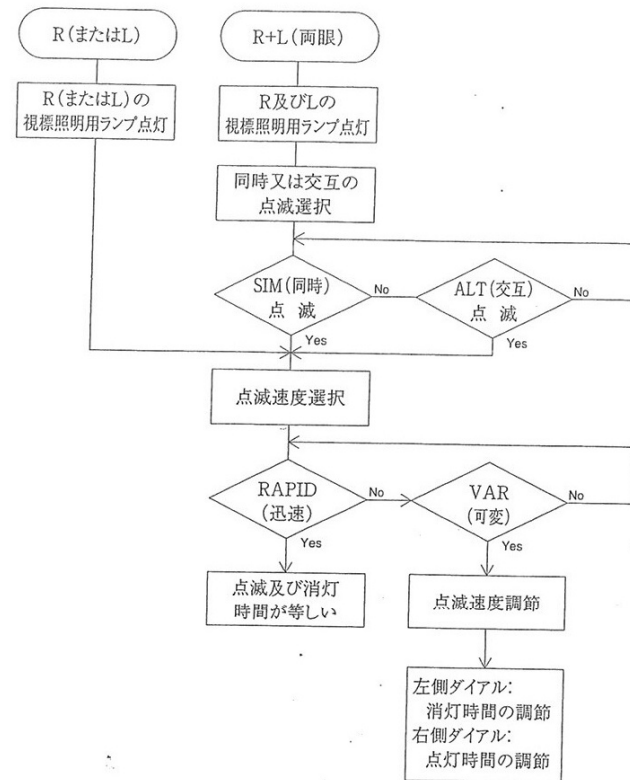 R(またはL)
R+L(両眼)
R(またはL)の
視標照明用ランプ点灯
R及びLの
視標照明用ランプ点灯
同時又は交互の
点滅選択
SIM(同時)
点 滅
No
ALT(交互)
点 滅
No
Yes
Yes
点滅速度選択
RAPID
(迅速)
No
VAR
(可変)
No
Yes
Yes
点滅及び消灯
時間が等しい
点滅速度調節
左側ダイアル:
消灯時間の調節
右側ダイアル:
点灯時間の調節